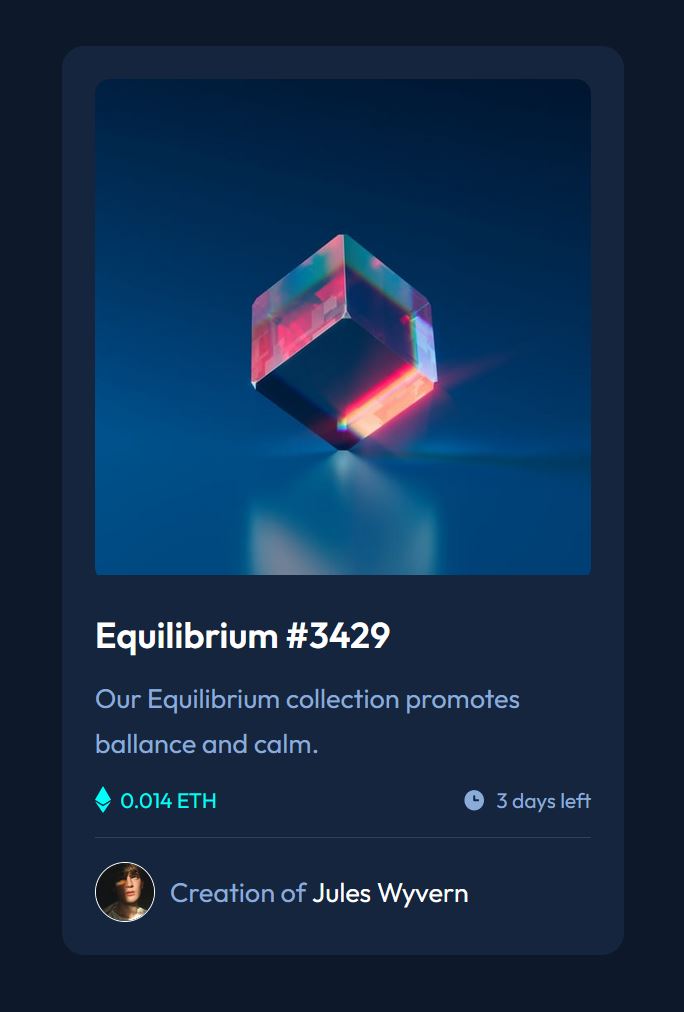 Equilibrium #3429
Our Equilibrium collection promotes
ballance and calm.
0.014 ETH
3 days left
Creation of Jules Wyvern